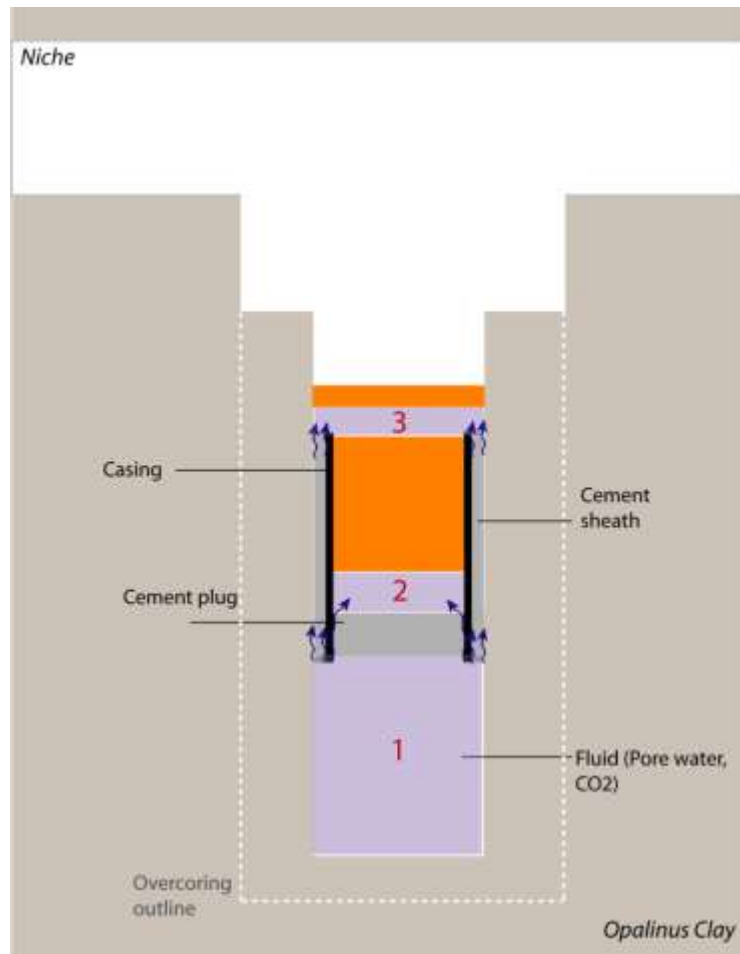 Niche
3
Casing
Cement
sheath
2
Cement plug
1
Fluid (Pore water,
CO2)
Overcoring
outline
Opalinus Clay